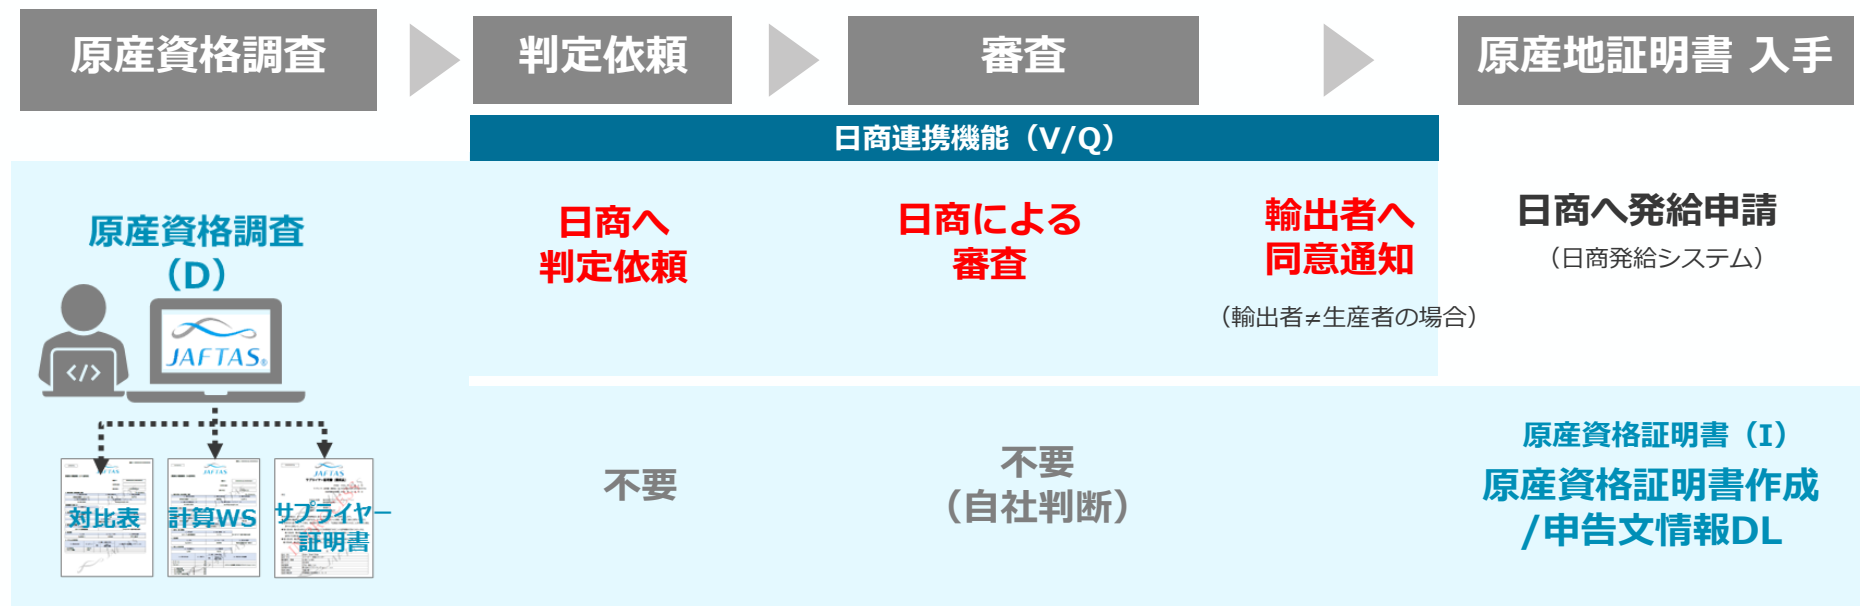 原産資格調査
判定依頼
審査
原産地証明書 入手
日商連携機能（V/Q）
原産資格調査
（D）
</>
JAFTAS®
対比表
計算WS
JAFTAS
サプライヤー
証明書
日商へ
判定依頼
日商による
審査
輸出者へ
同意通知
（輸出者≠生産者の場合）
日商へ発給申請
（日商発給システム）
不要
不要
（自社判断）
原産資格証明書（I）
原産資格証明書作成
/申告文情報DL